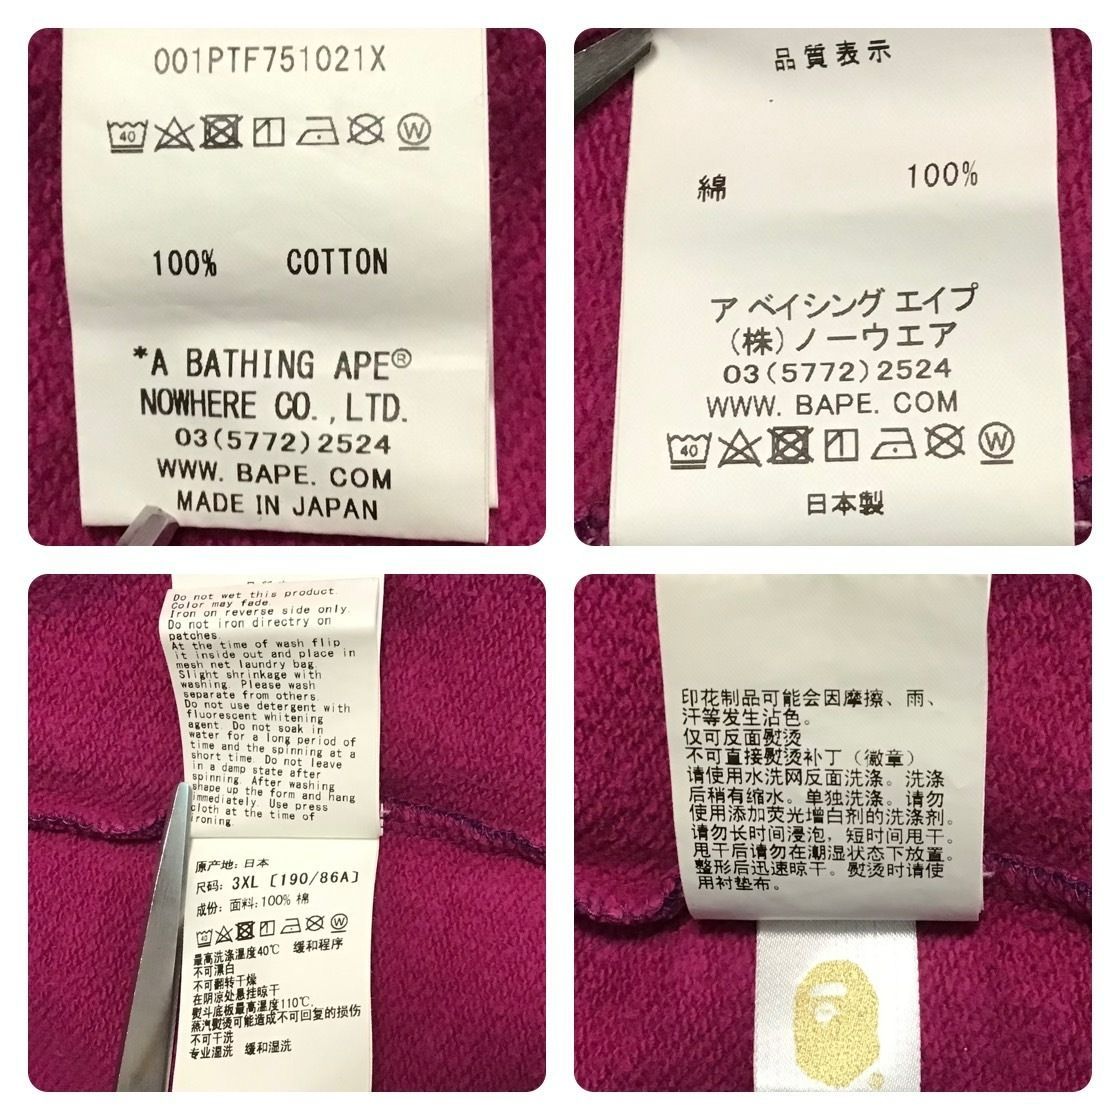 001PTF751021X
40 W
100% COTTON
*A BATHING APE®
NOWHERE CO.,LTD.
03(5772)2524
WWW. BAPE. COM
MADE IN JAPAN
品質表示
綿 100%
ア ベイシング エイプ
(株)ノーウエア
03(5772)2524
WWW. BAPE. COM
40 W
日本製
Do not wet this product.
Color may fade.
Iron on reverse side only.
Do not iron directry on
patches.
At the time of wash flip
it inside out and place in
mesh net laundry bag
Slight shrinkage with
washing. Please wash
separate from others.
Do not use detergent with
fluorescent whitening
agent. Do not soak in
water for a long period of
time and the spinning at a
short time. Do not leave
in a damp state after
spinning. After washing
shape up the form and hang
immediately. Use press
cloth at the time of
ironing.
原产地: 日本
尺码: 3XL [190/86A]
成份: 面料:100% 棉
40 W
最高洗涤温度40℃ 缓和程序
不可漂白
不可翻转干燥
在阴凉处悬挂晾干
熨斗底板最高温度110℃,
蒸汽熨烫可能造成不可回复的损伤
不可干洗
专业湿洗 缓和湿洗
印花制品可能会因摩擦、雨、
汗等发生沾色。
仅可反面熨烫
不可直接熨烫补丁（徽章）
请使用水洗网反面洗涤。洗涤
后稍有缩水。单独洗涤。请勿
使用添加荧光增白剂的洗涤剂。
请勿长时间浸泡，短时间甩干。
甩干后请勿在潮湿状态下放置。
整形后迅速晾干。熨烫时请使
用衬垫布。